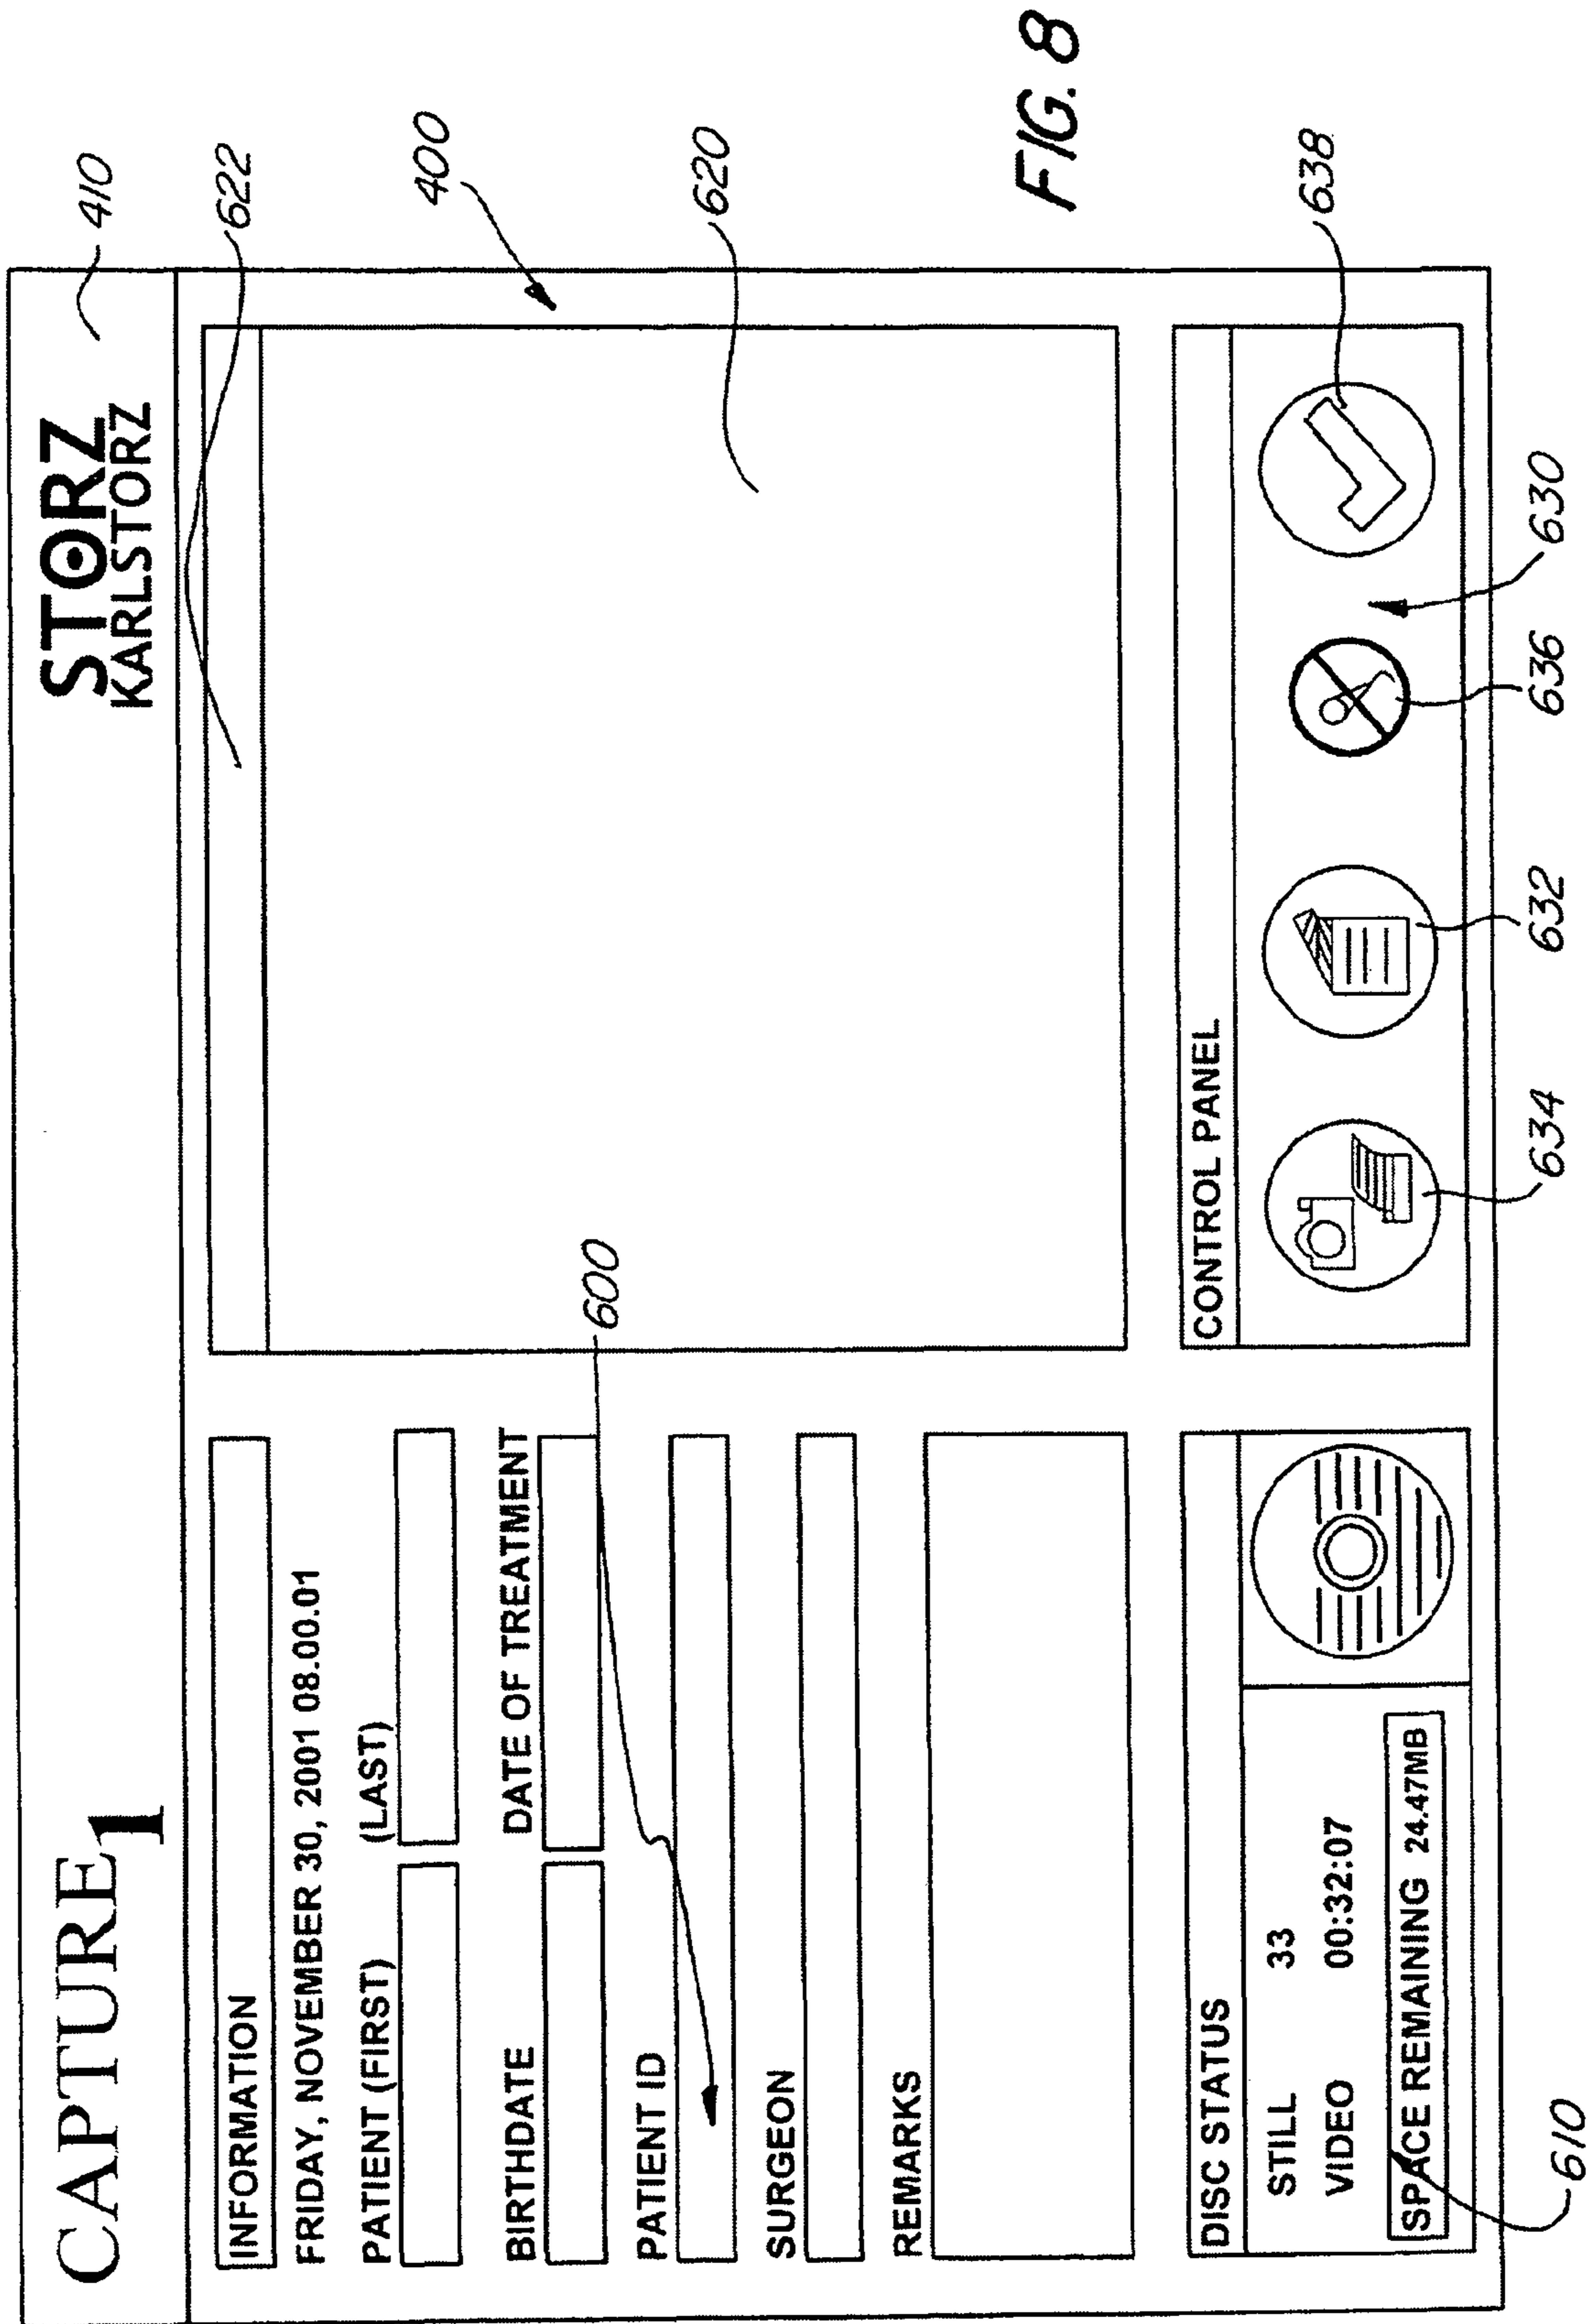 CAPTURE 1
STORZ
KARLSTORZ
410
622
INFORMATION
FRIDAY, NOVEMBER 30, 2001 08.00.01
PATIENT (FIRST) (LAST)
BIRTHDATE DATE OF TREATMENT
PATIENT ID
SURGEON
REMARKS
600
400
620
DISC STATUS
STILL 33
VIDEO 00:32:07
SPACE REMAINING 24.47MB
610
CONTROL PANEL
634
632
636
630
638
FIG. 8